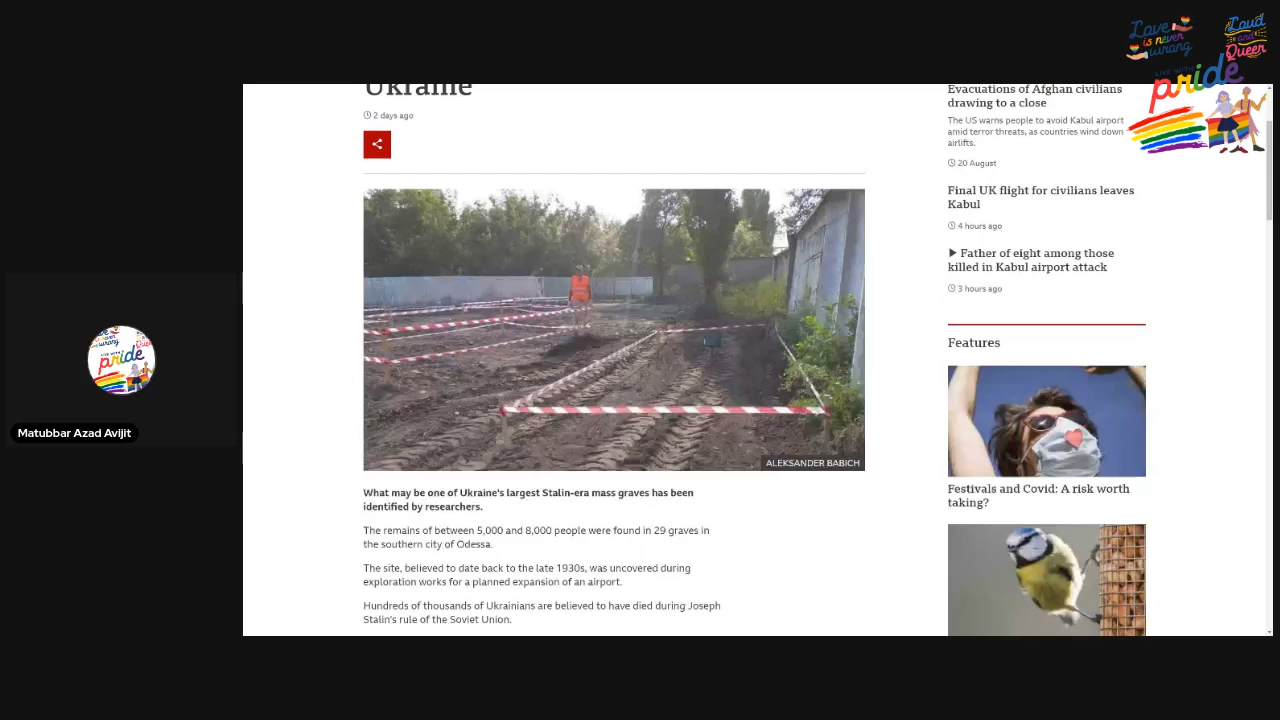 Love
is never
wrong
Loud
and
Queer
LIVE WITH
pride
Ukraine
2 days ago
ALEKSANDER BABICH
What may be one of Ukraine's largest Stalin-era mass graves has been
identified by researchers.
The remains of between 5,000 and 8,000 people were found in 29 graves in
the southern city of Odessa.
The site, believed to date back to the late 1930s, was uncovered during
exploration works for a planned expansion of an airport.
Hundreds of thousands of Ukrainians are believed to have died during Joseph
Stalin's rule of the Soviet Union.
Evacuations of Afghan civilians
drawing to a close
The US warns people to avoid Kabul airport
amid terror threats, as countries wind down
airlifts.
20 August
Final UK flight for civilians leaves
Kabul
4 hours ago
Father of eight among those
killed in Kabul airport attack
3 hours ago
Features
Festivals and Covid: A risk worth
taking?
pride
Matubbar Azad Avijit